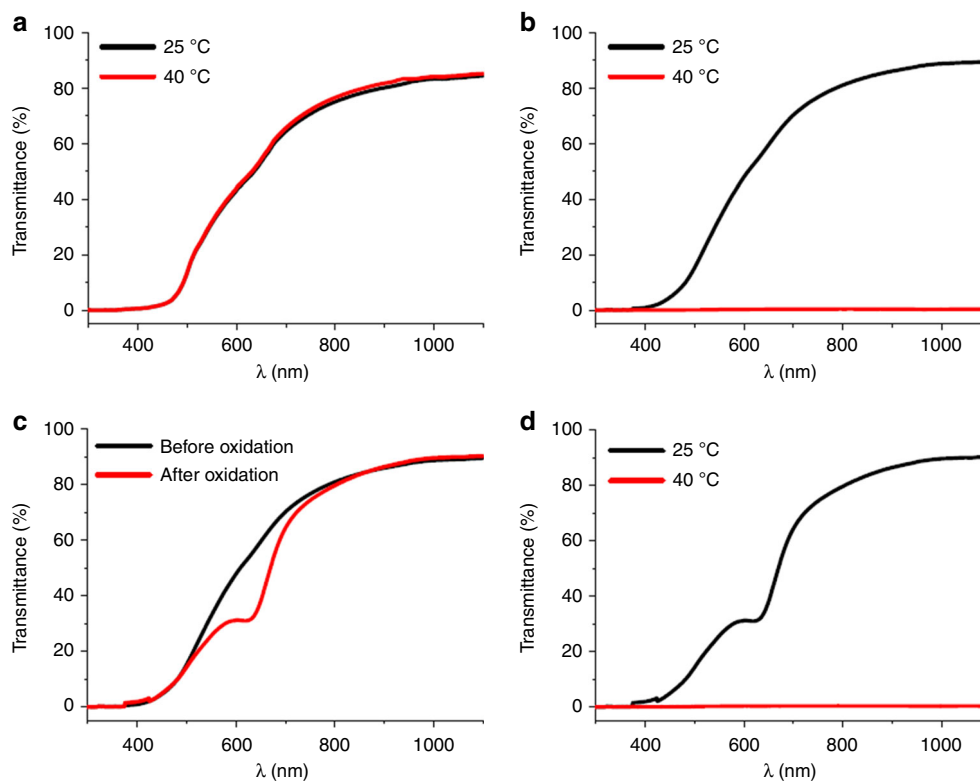 a
25 °C
40 °C
Transmittance (%)
100
80
60
40
20
0
400 600 800 1000
λ (nm)
b
25 °C
40 °C
Transmittance (%)
100
80
60
40
20
0
400 600 800 1000
λ (nm)
c
Before oxidation
After oxidation
Transmittance (%)
100
80
60
40
20
0
400 600 800 1000
λ (nm)
d
25 °C
40 °C
Transmittance (%)
100
80
60
40
20
0
400 600 800 1000
λ (nm)